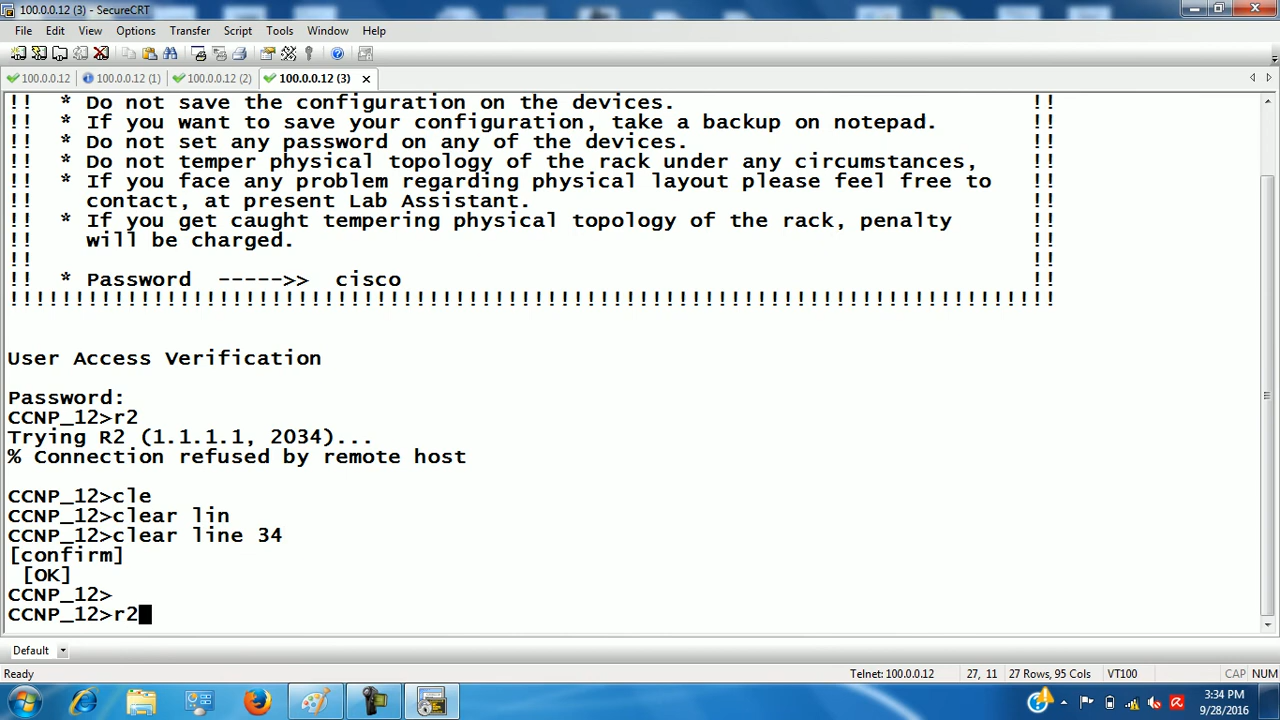 100.0.0.12 (3) - SecureCRT
File Edit View Options Transfer Script Tools Window Help
100.0.0.12 100.0.0.12 (1) 100.0.0.12 (2) 100.0.0.12 (3)
!! * Do not save the configuration on the devices. !!
!! * If you want to save your configuration, take a backup on notepad. !!
!! * Do not set any password on any of the devices. !!
!! * Do not temper physical topology of the rack under any circumstances, !!
!! * If you face any problem regarding physical layout please feel free to !!
!! contact, at present Lab Assistant. !!
!! * If you get caught tempering physical topology of the rack, penalty !!
!! will be charged. !!
!! !!
!! * Password ----->> cisco !!
!!!!!!!!!!!!!!!!!!!!!!!!!!!!!!!!!!!!!!!!!!!!!!!!!!!!!!!!!!!!!!!!!!!!!!!!!!!!!!!!
User Access Verification
Password:
CCNP_12>r2
Trying R2 (1.1.1.1, 2034)...
% Connection refused by remote host
CCNP_12>cle
CCNP_12>clear lin
CCNP_12>clear line 34
[confirm]
[OK]
CCNP_12>
CCNP_12>r2
Default
Ready Telnet: 100.0.0.12 27, 11 27 Rows, 95 Cols VT100 CAP NUM
3:34 PM
9/28/2016